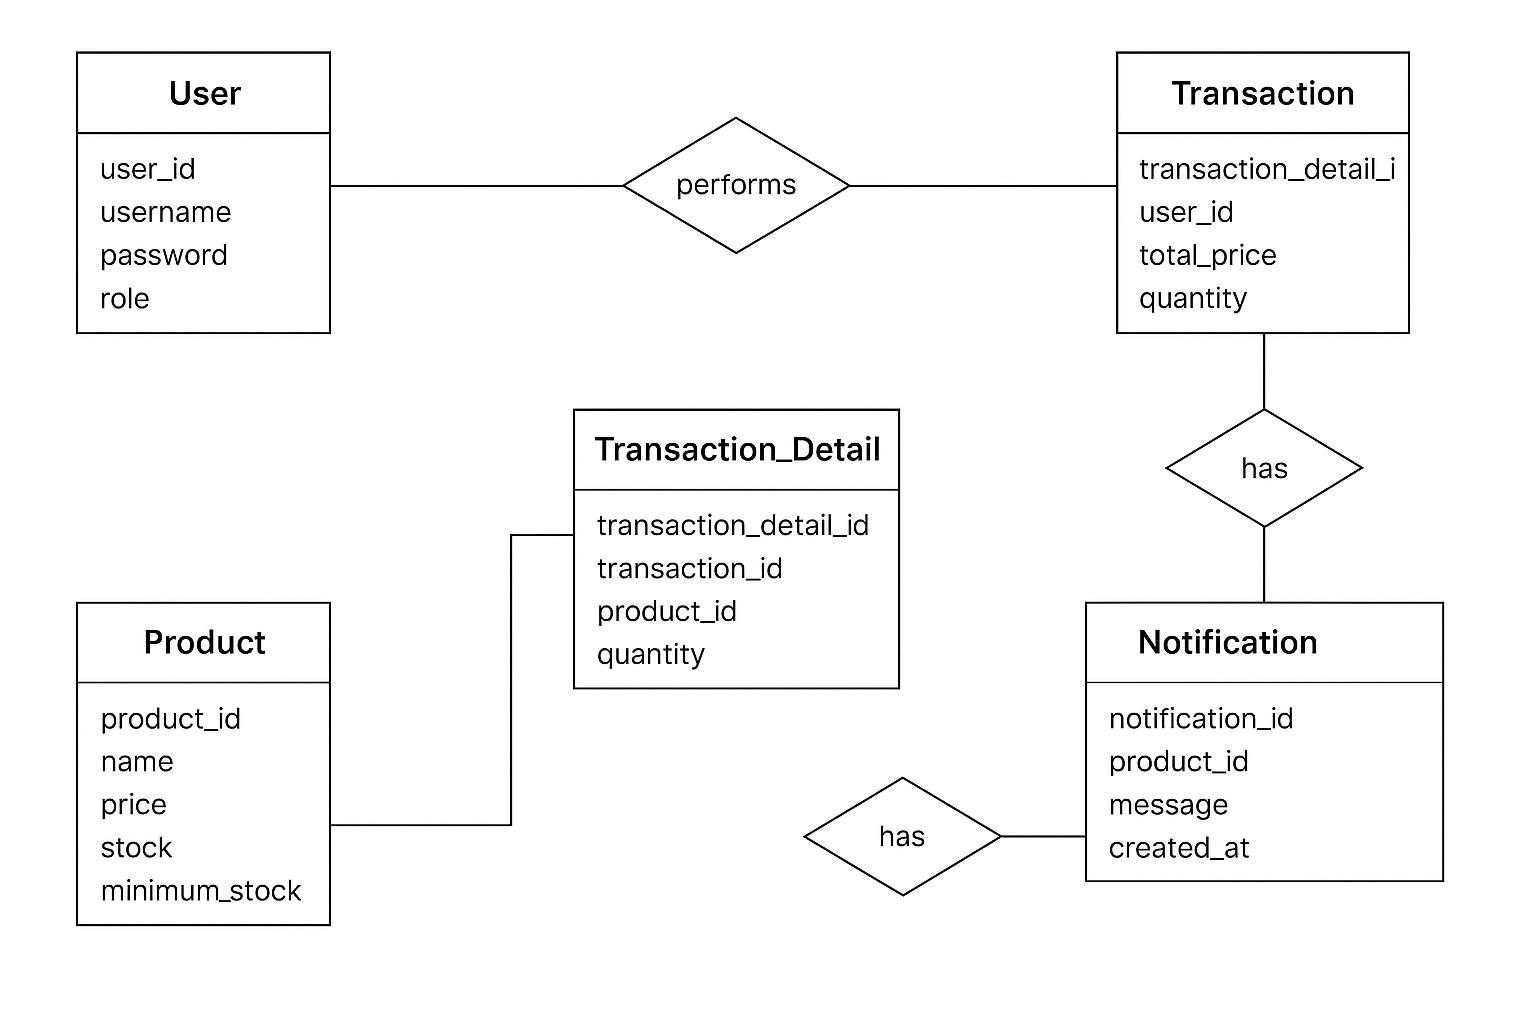 User
user_id
username
password
role
performs
Transaction
transaction_detail_i
user_id
total_price
quantity
has
Transaction_Detail
transaction_detail_id
transaction_id
product_id
quantity
Product
product_id
name
price
stock
minimum_stock
has
Notification
notification_id
product_id
message
created_at